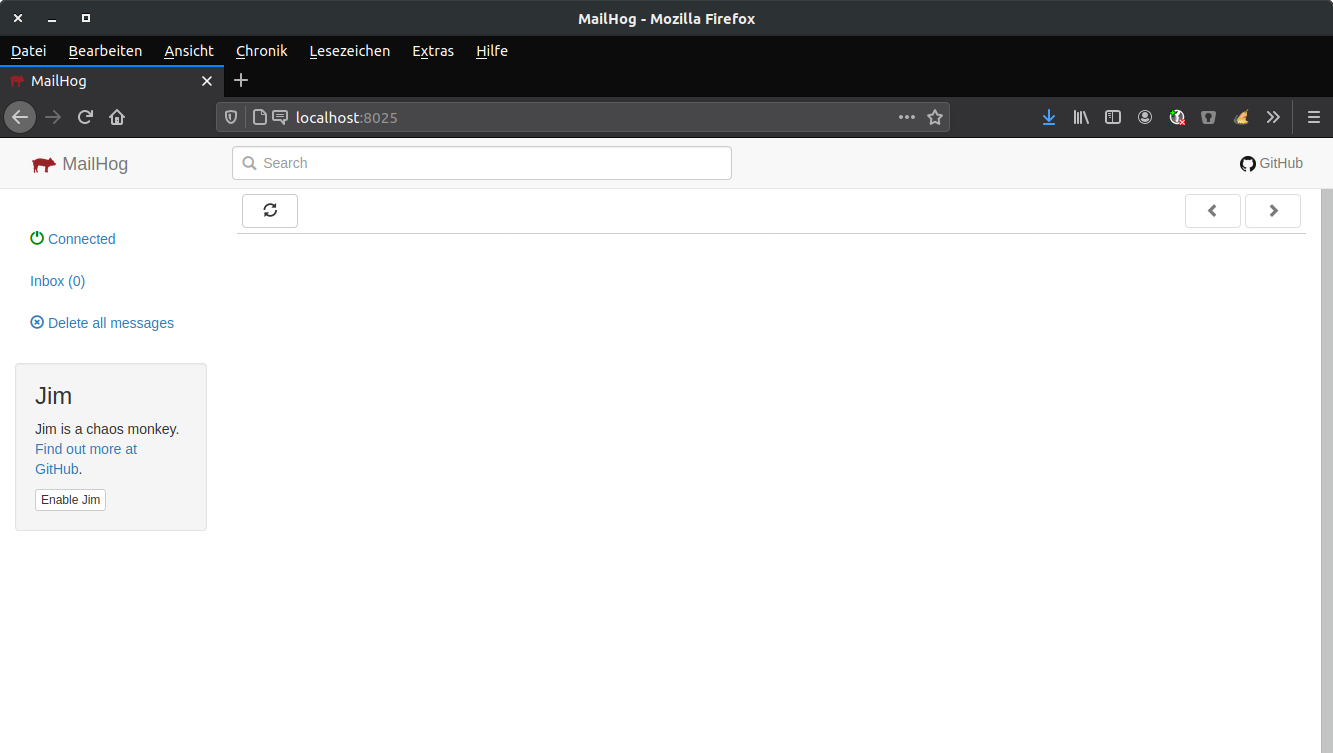 MailHog - Mozilla Firefox
Datei Bearbeiten Ansicht Chronik Lesezeichen Extras Hilfe
MailHog
localhost:8025
MailHog
Search
GitHub
Connected
Inbox (0)
Delete all messages
Jim
Jim is a chaos monkey.
Find out more at
GitHub.
Enable Jim